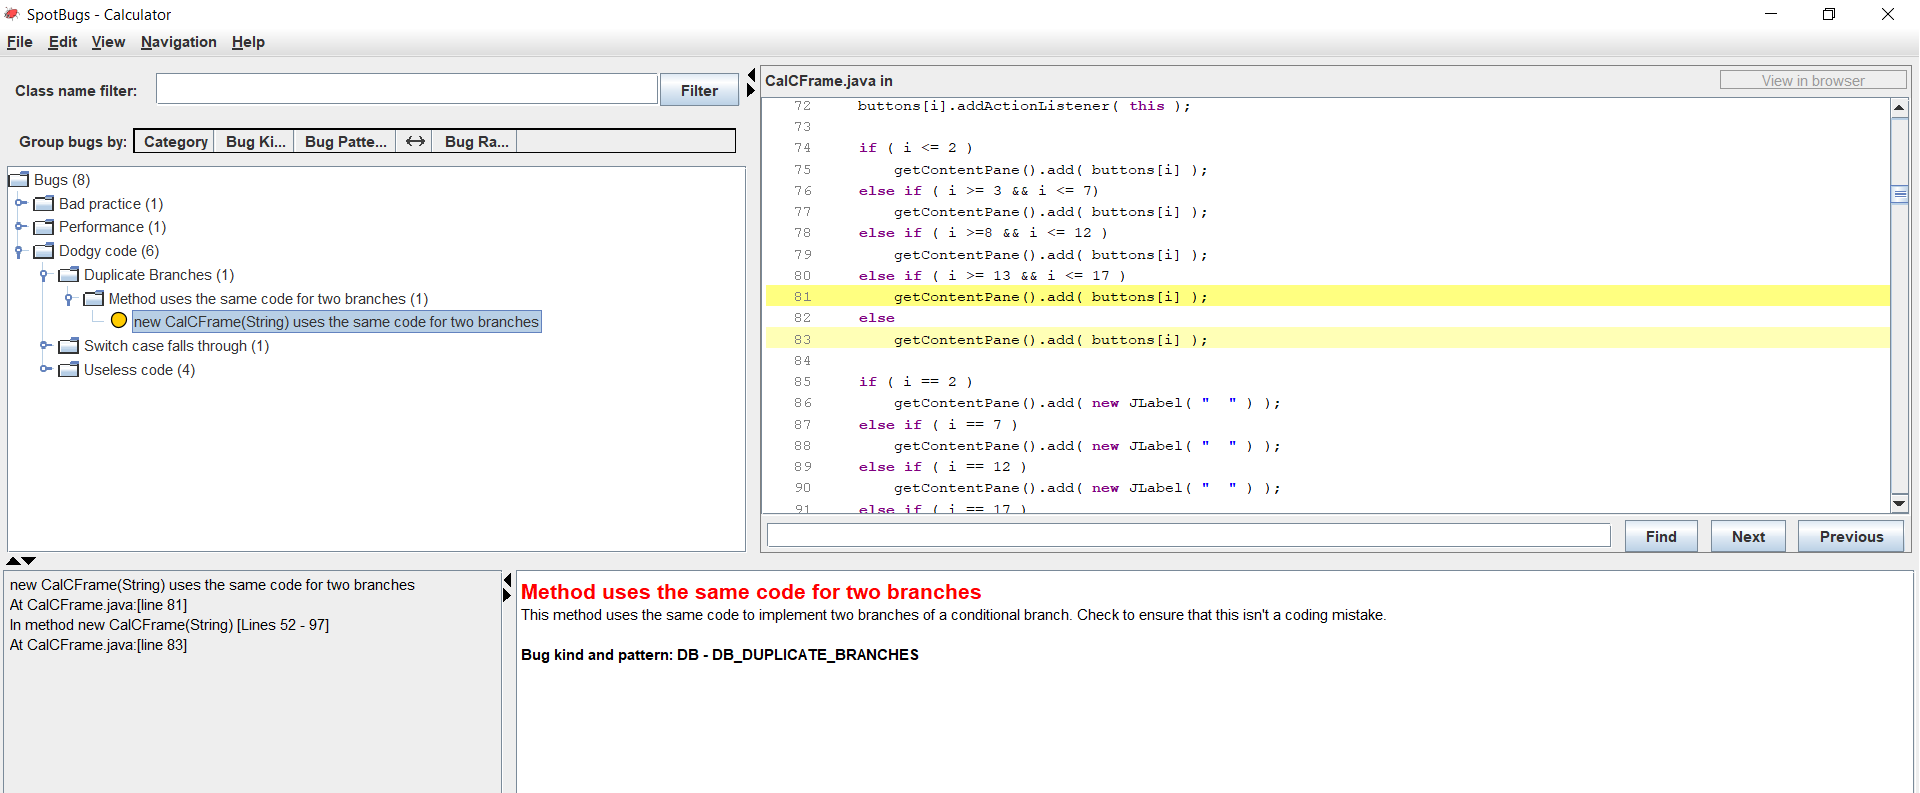 SpotBugs - Calculator
File Edit View Navigation Help
Class name filter: Filter
Group bugs by: Category Bug Ki... Bug Patte... Bug Ra...
Bugs (8)
Bad practice (1)
Performance (1)
Dodgy code (6)
Duplicate Branches (1)
Method uses the same code for two branches (1)
new CalCFrame(String) uses the same code for two branches
Switch case falls through (1)
Useless code (4)
CalCFrame.java in
View in browser
72 buttons[i].addActionListener( this );
73
74 if ( i <= 2 )
75 getContentPane().add( buttons[i] );
76 else if ( i >= 3 && i <= 7)
77 getContentPane().add( buttons[i] );
78 else if ( i >=8 && i <= 12 )
79 getContentPane().add( buttons[i] );
80 else if ( i >= 13 && i <= 17 )
81 getContentPane().add( buttons[i] );
82 else
83 getContentPane().add( buttons[i] );
84
85 if ( i == 2 )
86 getContentPane().add( new JLabel( "  " ) );
87 else if ( i == 7 )
88 getContentPane().add( new JLabel( "  " ) );
89 else if ( i == 12 )
90 getContentPane().add( new JLabel( "  " ) );
91 else if ( i == 17 )
Find Next Previous
new CalCFrame(String) uses the same code for two branches
At CalCFrame.java:[line 81]
In method new CalCFrame(String) [Lines 52 - 97]
At CalCFrame.java:[line 83]
Method uses the same code for two branches
This method uses the same code to implement two branches of a conditional branch. Check to ensure that this isn't a coding mistake.
Bug kind and pattern: DB - DB_DUPLICATE_BRANCHES